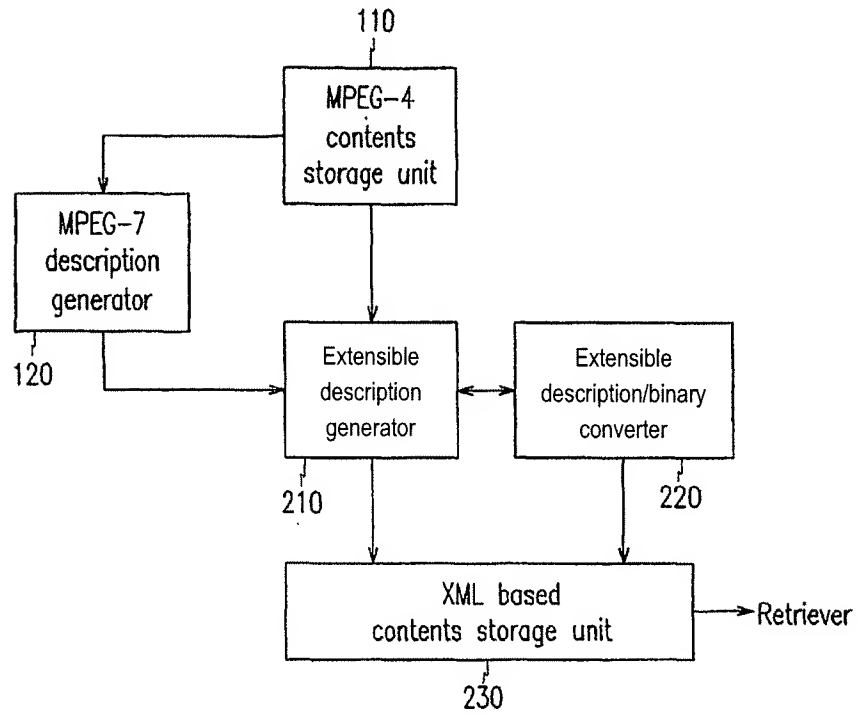 110
MPEG-4
contents
storage unit
MPEG-7
description
generator
120
Extensible
description
generator
210
Extensible
description/binary
converter
220
XML based
contents storage unit
230
Retriever